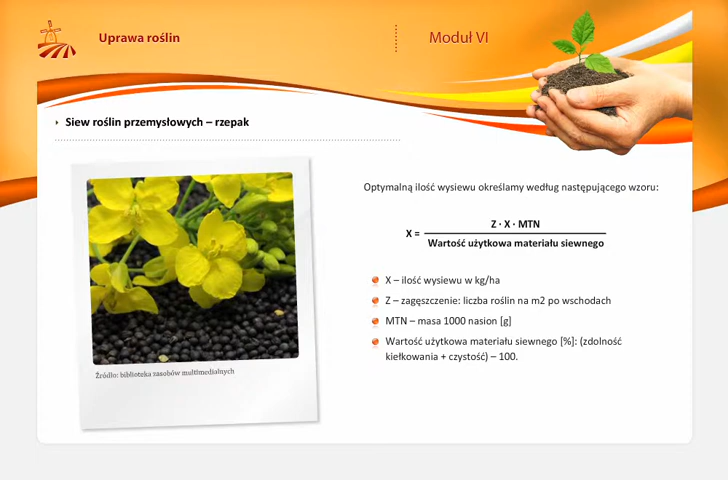 Uprawa roślin
Moduł VI
Siew roślin przemysłowych – rzepak
Optymalną ilość wysiewu określamy według następującego wzoru:
X = Z · X · MTN
Wartość użytkowa materiału siewnego
X – ilość wysiewu w kg/ha
Z – zagęszczenie: liczba roślin na m2 po wschodach
MTN – masa 1000 nasion [g]
Wartość użytkowa materiału siewnego [%]: (zdolność
kiełkowania + czystość) – 100.
Źródło: biblioteka zasobów multimedialnych